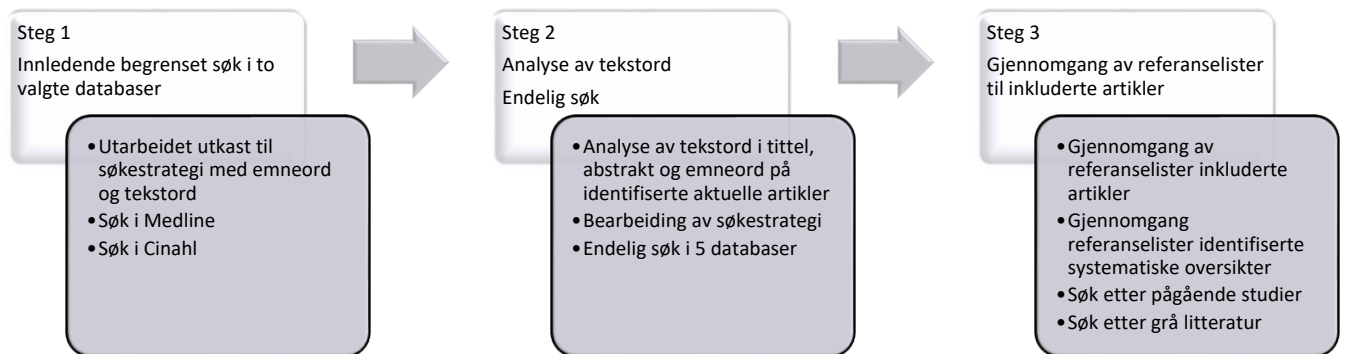 Steg 1
Innledende begrenset søk i to
valgte databaser
•Utarbeidet utkast til
søkestrategi med emneord
og tekstord
•Søk i Medline
•Søk i Cinahl
Steg 2
Analyse av tekstord
Endelig søk
•Analyse av tekstord i tittel,
abstrakt og emneord på
identifiserte aktuelle artikler
•Bearbeiding av søkestrategi
•Endelig søk i 5 databaser
Steg 3
Gjennomgang av referanselister
til inkluderte artikler
•Gjennomgang av
referanselister inkluderte
artikler
•Gjennomgang
referanselister identifiserte
systematiske oversikter
•Søk etter pågående studier
•Søk etter grå litteratur